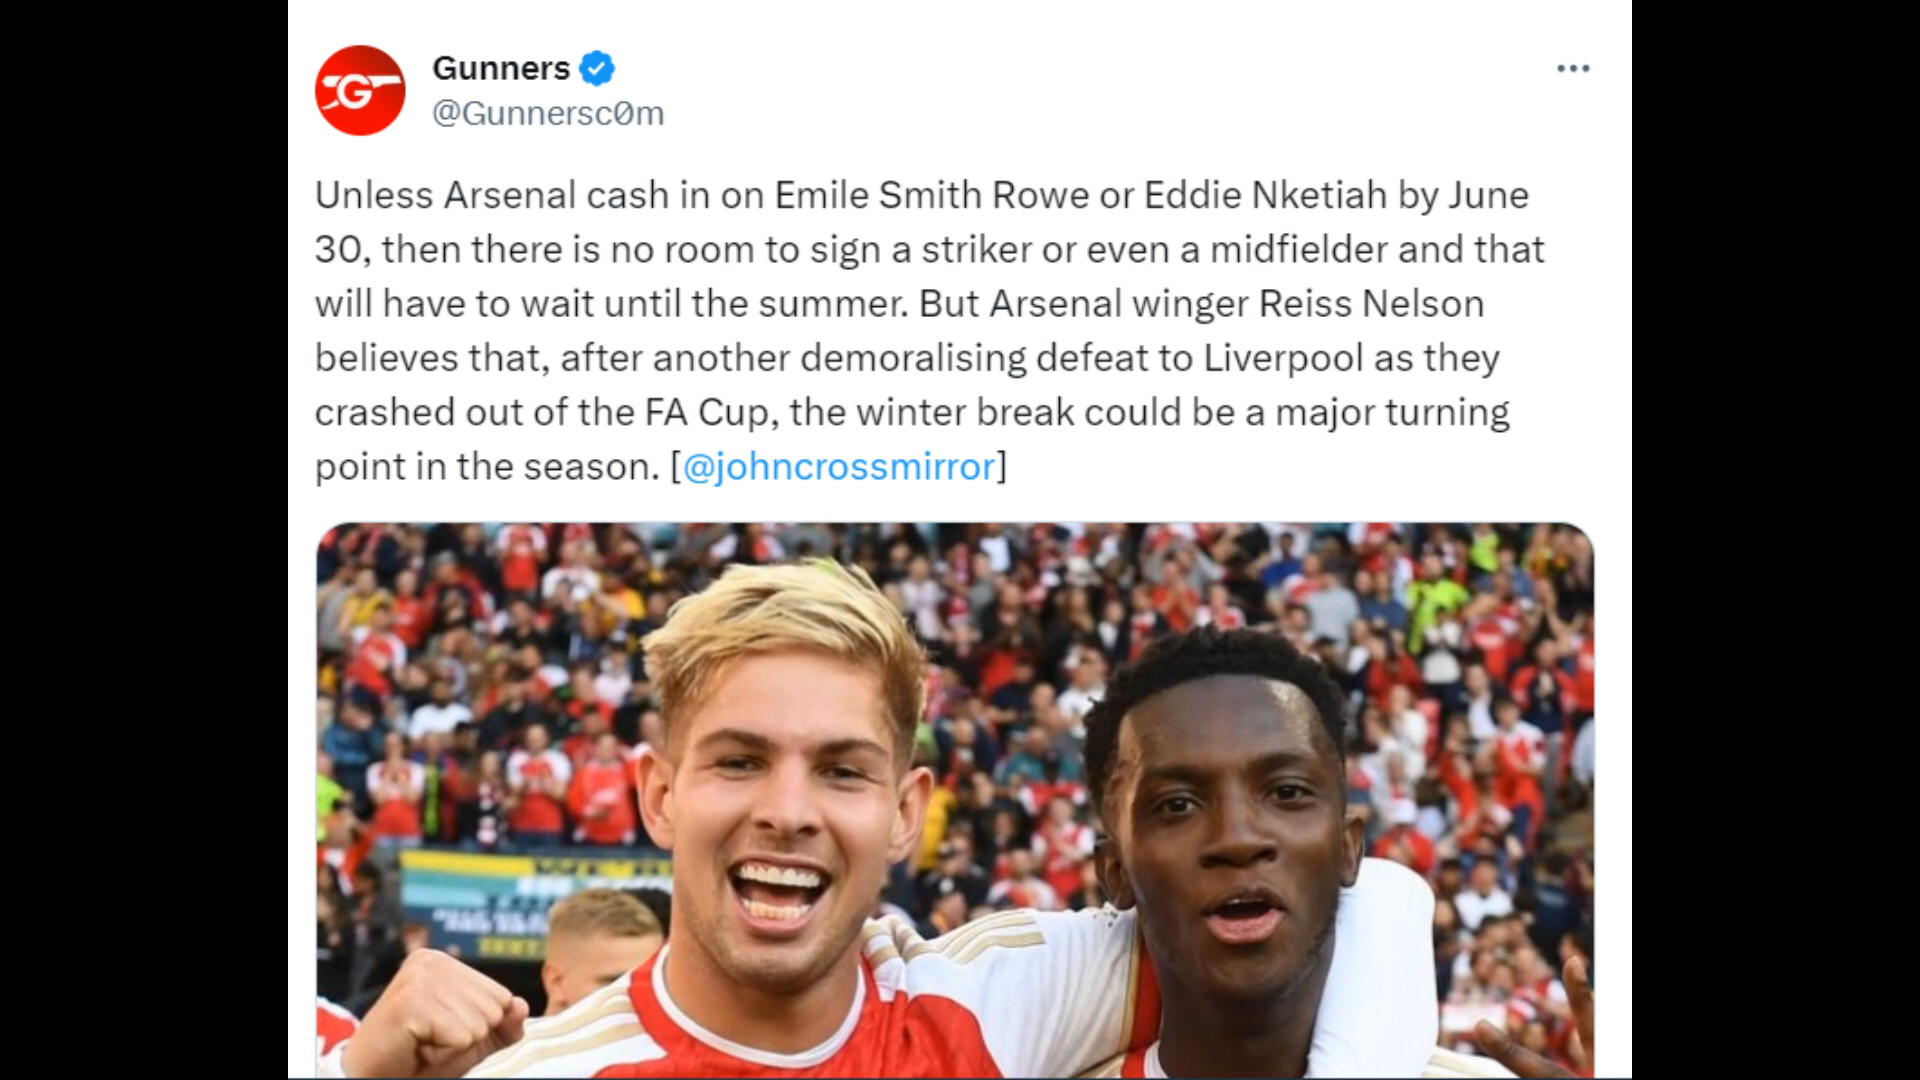 Gunners
@Gunnersc0m
Unless Arsenal cash in on Emile Smith Rowe or Eddie Nketiah by June
30, then there is no room to sign a striker or even a midfielder and that
will have to wait until the summer. But Arsenal winger Reiss Nelson
believes that, after another demoralising defeat to Liverpool as they
crashed out of the FA Cup, the winter break could be a major turning
point in the season. [@johncrossmirror]